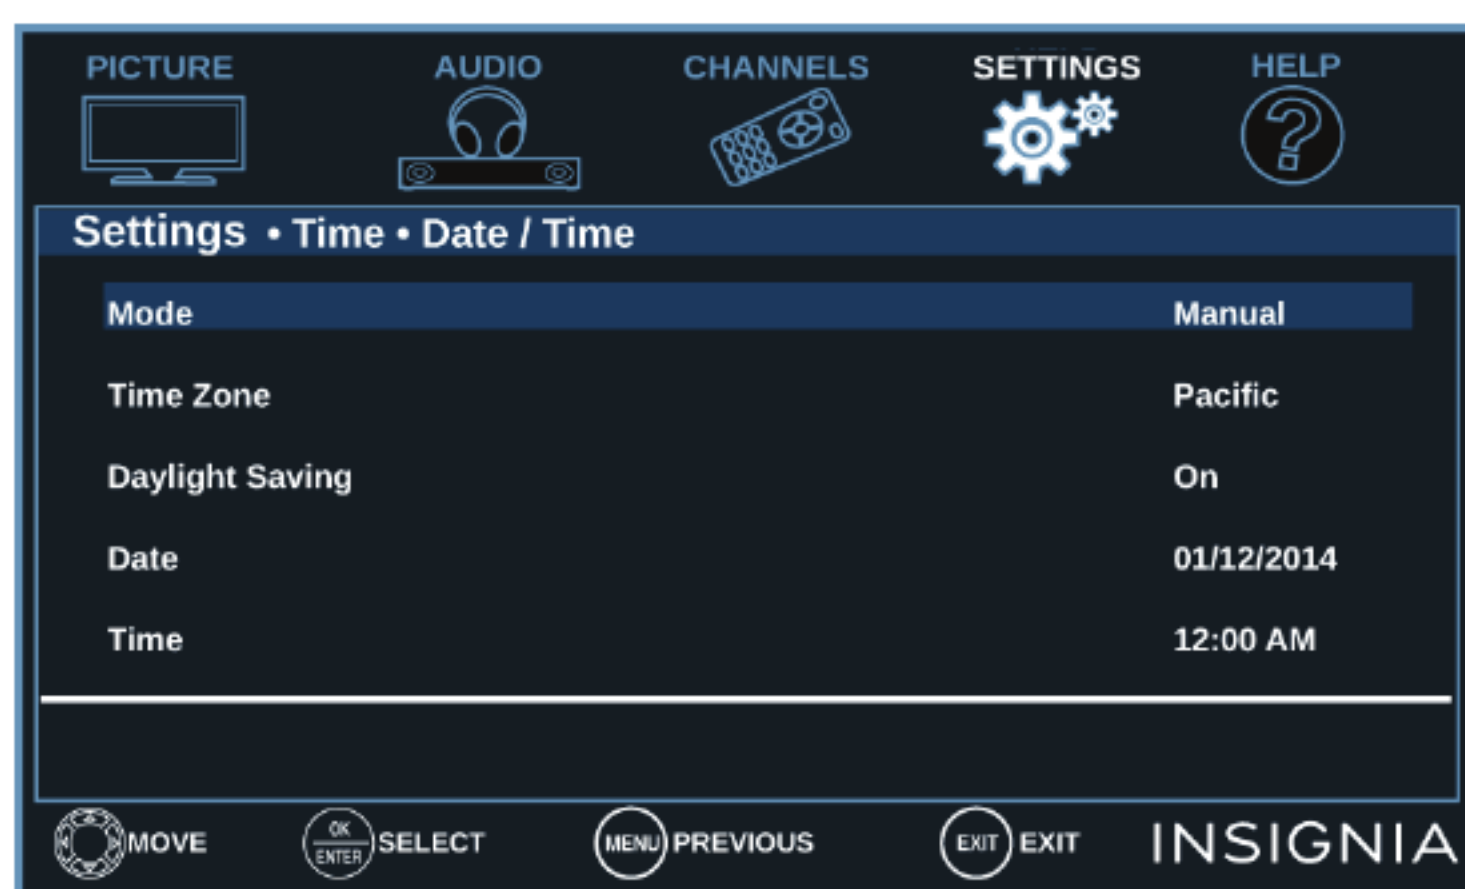 PICTURE AUDIO CHANNELS SETTINGS HELP
Settings • Time • Date / Time
Mode Manual
Time Zone Pacific
Daylight Saving On
Date 01/12/2014
Time 12:00 AM
MOVE OK ENTER SELECT MENU PREVIOUS EXIT EXIT INSIGNIA